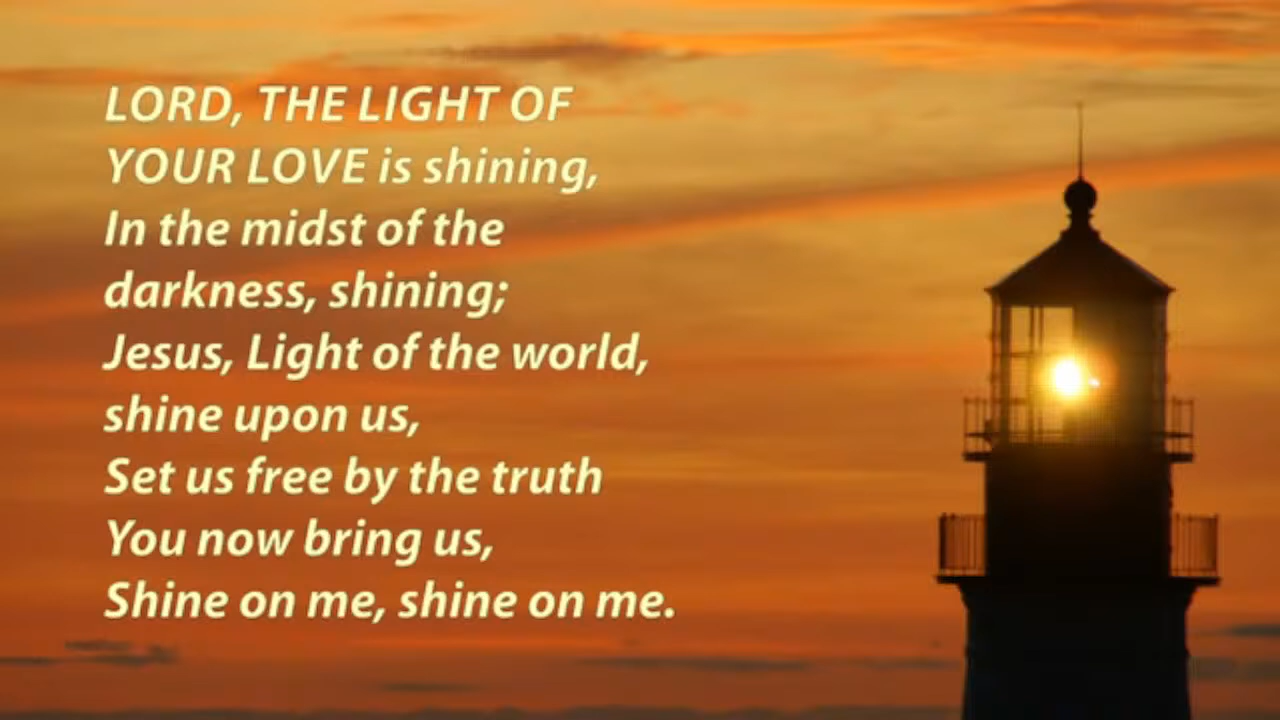 LORD, THE LIGHT OF
YOUR LOVE is shining,
In the midst of the
darkness, shining;
Jesus, Light of the world,
shine upon us,
Set us free by the truth
You now bring us,
Shine on me, shine on me.